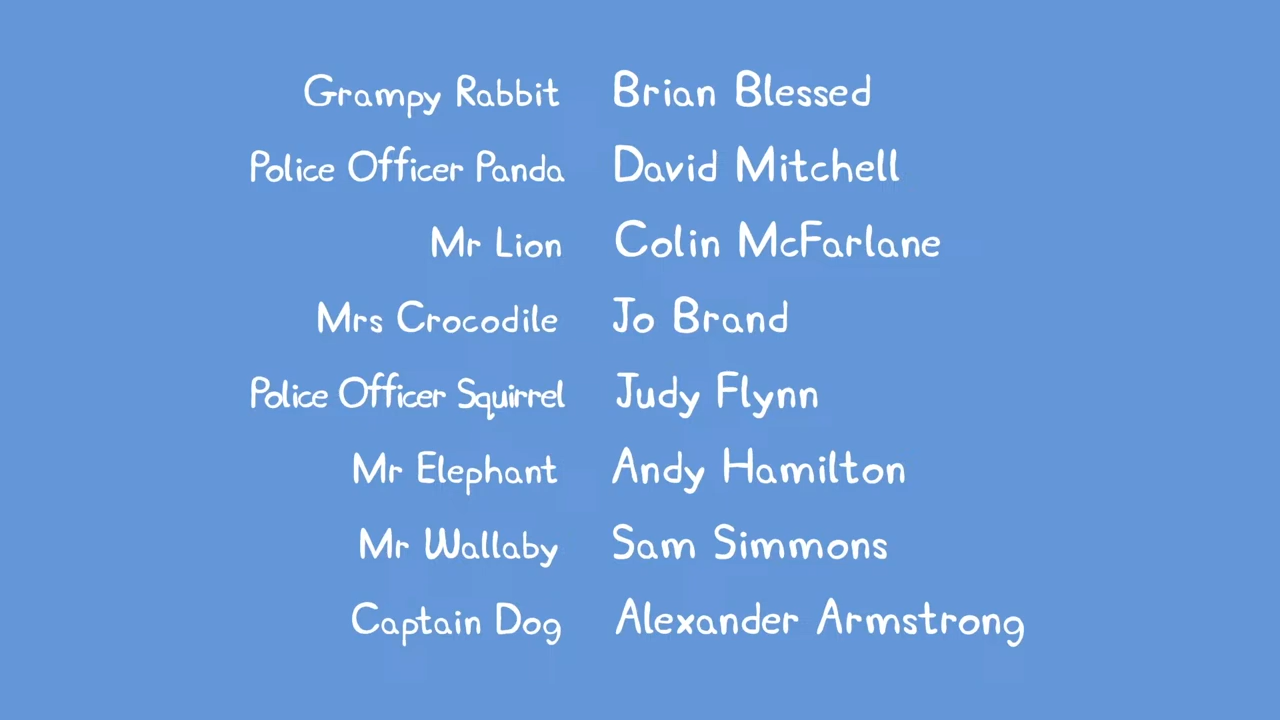 Grampy Rabbit Brian Blessed
Police Officer Panda David Mitchell
Mr Lion Colin McFarlane
Mrs Crocodile Jo Brand
Police Officer Squirrel Judy Flynn
Mr Elephant Andy Hamilton
Mr Wallaby Sam Simmons
Captain Dog Alexander Armstrong